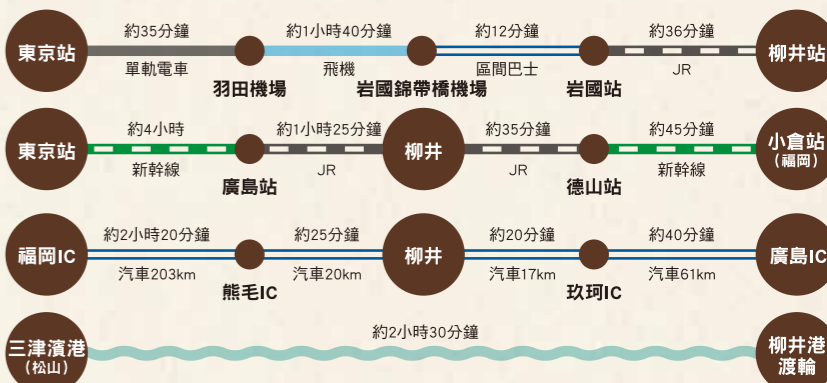 約35分鐘 約1小時40分鐘 約12分鐘 約36分鐘
東京站 柳井站
單軌電車 飛機 區間巴士 JR
羽田機場 岩國錦帶橋機場 岩國站
約4小時 約1小時25分鐘 約35分鐘 約45分鐘
東京站 柳井 小倉站
(福岡)
新幹線 JR JR 新幹線
廣島站 德山站
約2小時20分鐘 約25分鐘 約20分鐘 約40分鐘
福岡IC 柳井 廣島IC
汽車203km 汽車20km 汽車17km 汽車61km
熊毛IC 玖珂IC
約2小時30分鐘
三津濱港 柳井港
(松山) 渡輪